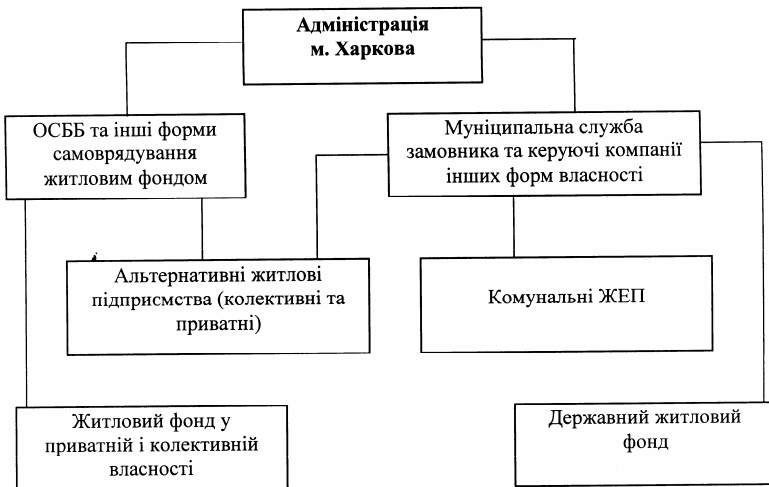 Адміністрація
м. Харкова
ОСББ та інші форми
самоврядування
житловим фондом
Муніципальна служба
замовника та керуючі компанії
інших форм власності
Альтернативні житлові
підприємства (колективні та
приватні)
Комунальні ЖЕП
Житловий фонд у
приватній і колективній
власності
Державний житловий
фонд